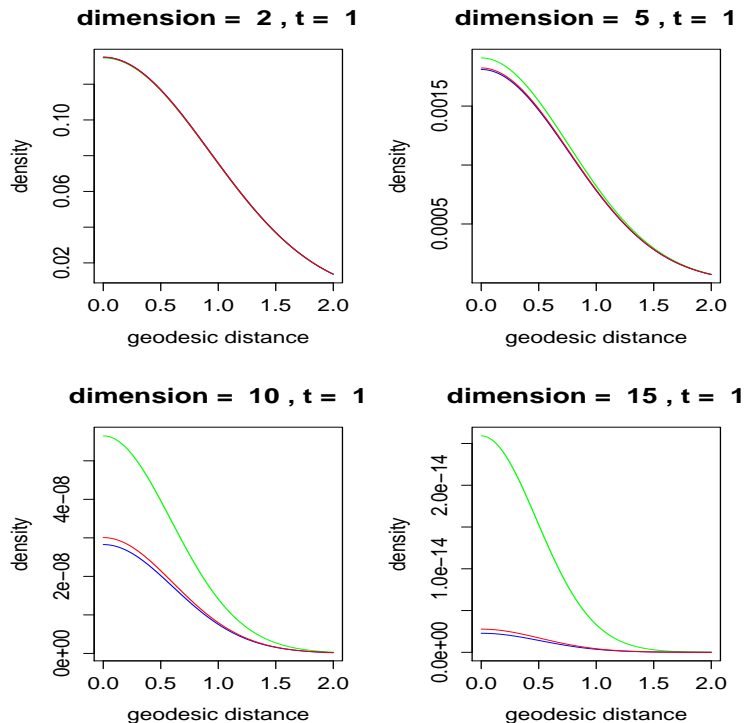 dimension = 2 , t = 1
density
0.02
0.06
0.10
0.0 0.5 1.0 1.5 2.0
geodesic distance
dimension = 5 , t = 1
density
0.0005
0.0015
0.0 0.5 1.0 1.5 2.0
geodesic distance
dimension = 10 , t = 1
density
0e+00
2e-08
4e-08
0.0 0.5 1.0 1.5 2.0
geodesic distance
dimension = 15 , t = 1
density
0.0e+00
1.0e-14
2.0e-14
0.0 0.5 1.0 1.5 2.0
geodesic distance